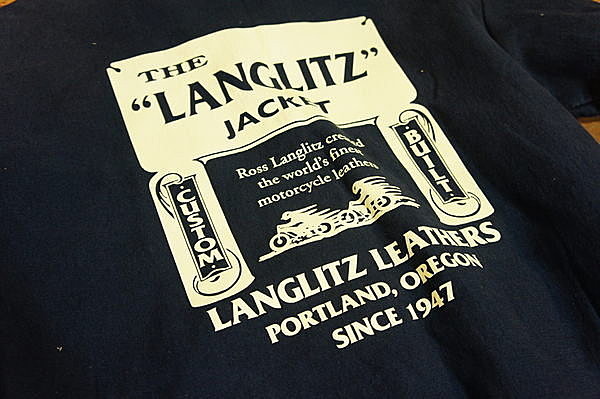 THE
"LANGLITZ"
JACKET
Ross Langlitz created
the world's finest
motorcycle leathers
CUSTOM
BUILT
LANGLITZ LEATHERS
PORTLAND, OREGON
SINCE 1947